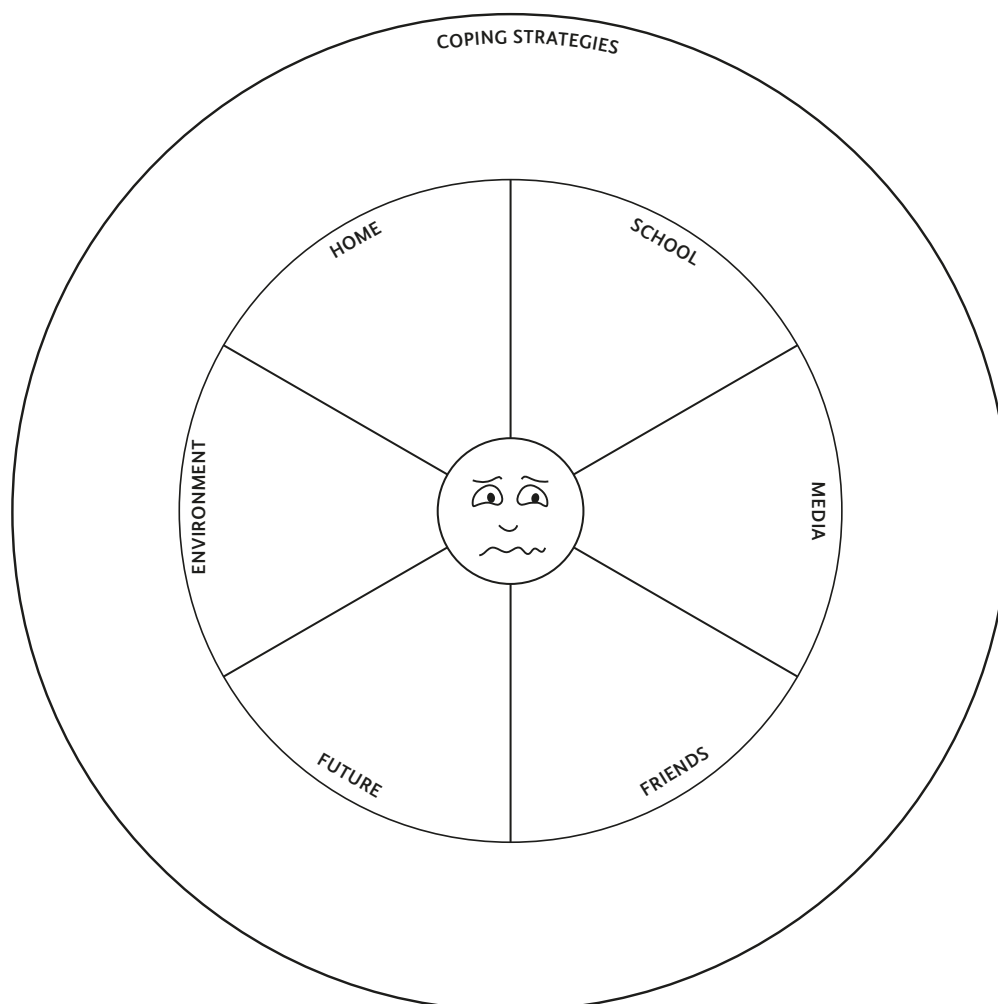 COPING STRATEGIES
HOME
SCHOOL
ENVIRONMENT
MEDIA
FUTURE
FRIENDS